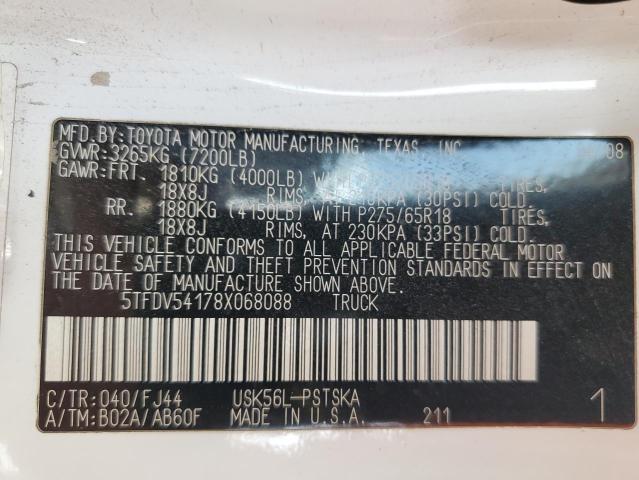 MFD.BY:TOYOTA MOTOR MANUFACTURING, TEXAS, INC. 08
GVWR:3265KG (7200LB)
GAWR:FRT. 1810KG (4000LB) WITH TIRES,
18X8J RIMS, AT KPA (30PSI) COLD.
RR. 1880KG (4150LB) WITH P275/65R18 TIRES,
18X8J RIMS, AT 230KPA (33PSI) COLD.
THIS VEHICLE CONFORMS TO ALL APPLICABLE FEDERAL MOTOR
VEHICLE SAFETY AND THEFT PREVENTION STANDARDS IN EFFECT ON
THE DATE OF MANUFACTURE SHOWN ABOVE.
5TFDV54178X068088 TRUCK
C/TR:040/FJ44 USK56L-PSTSKA
A/TM:B02A/AB60F MADE IN U.S.A. 211 1